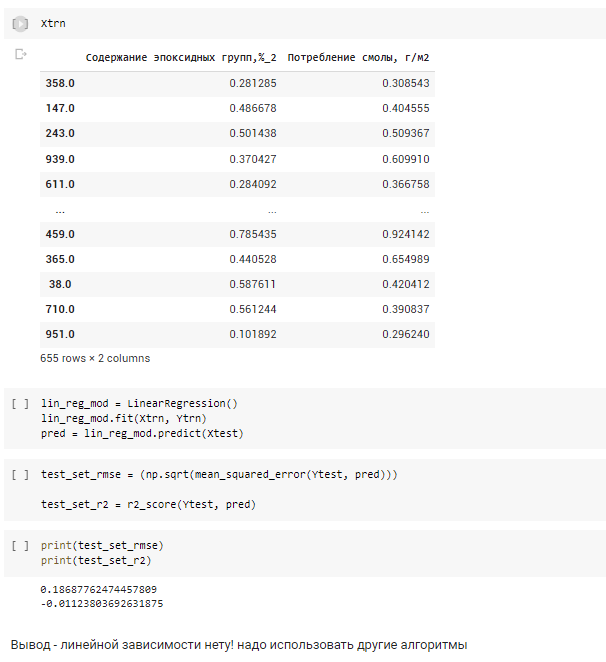 [ ] Xtrn
Содержание эпоксидных групп,%_2 Потребление смолы, г/м2
358.0 0.281285 0.308543
147.0 0.486678 0.404555
243.0 0.501438 0.509367
939.0 0.370427 0.609910
611.0 0.284092 0.366758
... ... ...
459.0 0.785435 0.924142
365.0 0.440528 0.654989
38.0 0.587611 0.420412
710.0 0.561244 0.390837
951.0 0.101892 0.296240
655 rows × 2 columns
[ ] lin_reg_mod = LinearRegression()
lin_reg_mod.fit(Xtrn, Ytrn)
pred = lin_reg_mod.predict(Xtest)
[ ] test_set_rmse = (np.sqrt(mean_squared_error(Ytest, pred)))
test_set_r2 = r2_score(Ytest, pred)
[ ] print(test_set_rmse)
print(test_set_r2)
0.18687762474457809
-0.01123803692631875
Вывод - линейной зависимости нету! надо использовать другие алгоритмы